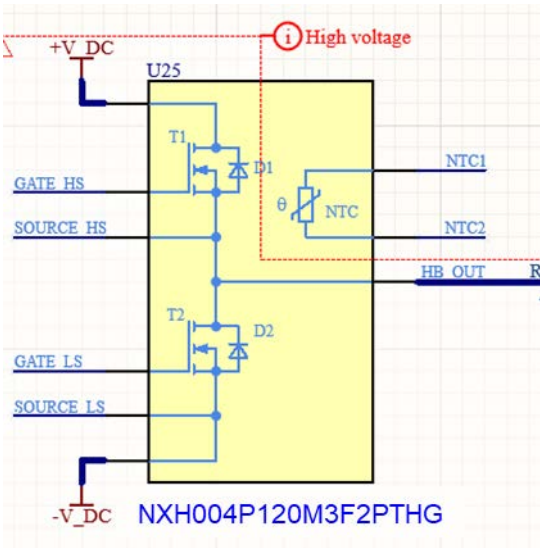 High voltage
+V_DC
U25
T1
D1
NTC1
GATE_HS
θ
NTC
SOURCE_HS
NTC2
HB_OUT
R
T2
D2
GATE_LS
SOURCE_LS
-V_DC
NXH004P120M3F2PTHG